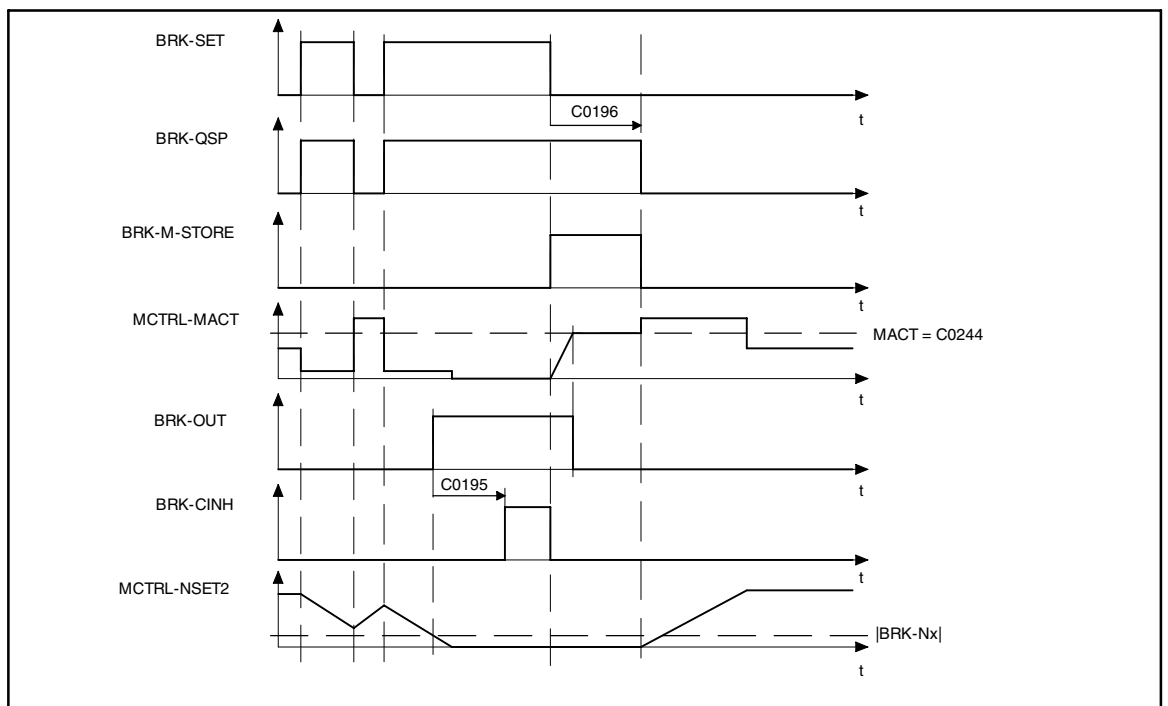 BRK-SET
C0196
t
BRK-QSP
t
BRK-M-STORE
t
MCTRL-MACT
MACT = C0244
t
BRK-OUT
C0195
t
BRK-CINH
t
MCTRL-NSET2
|BRK-Nx|
t